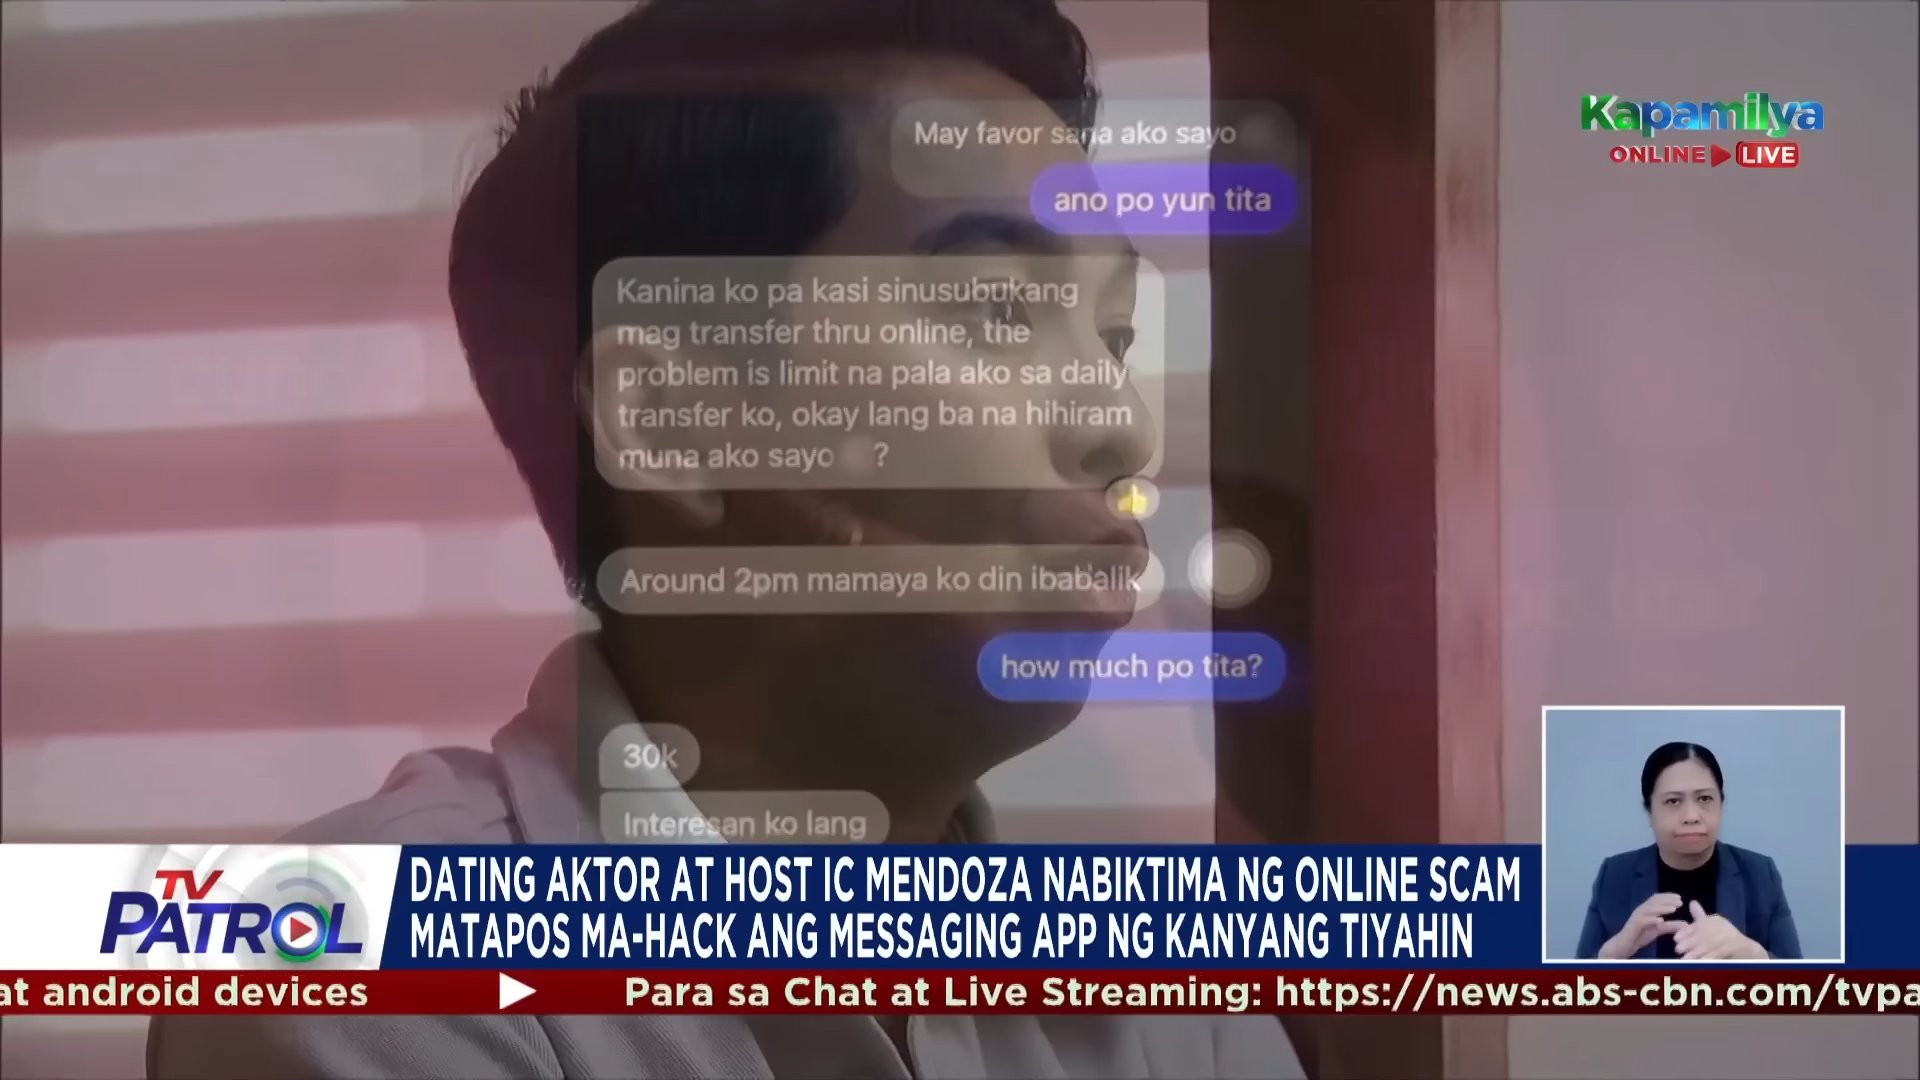 May favor sana ako sayo
Kapamilya
ONLINE LIVE
ano po yun tita
Kanina ko pa kasi sinusubukang
mag transfer thru online, the
problem is limit na pala ako sa daily
transfer ko, okay lang ba na hihiram
muna ako sayo ?
Around 2pm mamaya ko din ibabalik
how much po tita?
30k
Interesan ko lang
TV PATROL
DATING AKTOR AT HOST IC MENDOZA NABIKTIMA NG ONLINE SCAM
MATAPOS MA-HACK ANG MESSAGING APP NG KANYANG TIYAHIN
at android devices Para sa Chat at Live Streaming: https://news.abs-cbn.com/tvpa